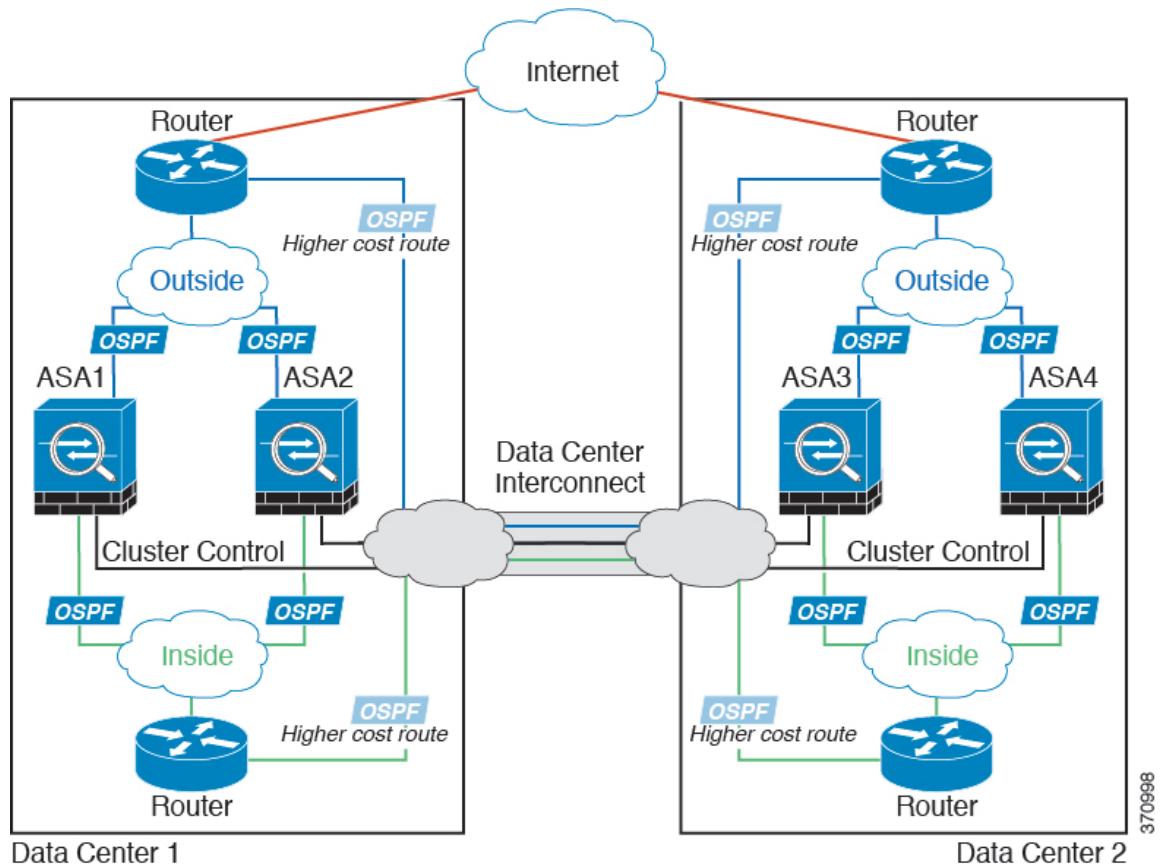 Internet
Router
Router
OSPF
Higher cost route
OSPF
Higher cost route
Outside
Outside
OSPF
OSPF
OSPF
OSPF
ASA1
ASA2
ASA3
ASA4
Data Center
Interconnect
Cluster Control
Cluster Control
OSPF
OSPF
OSPF
OSPF
Inside
Inside
OSPF
Higher cost route
OSPF
Higher cost route
Router
Router
370998
Data Center 1
Data Center 2